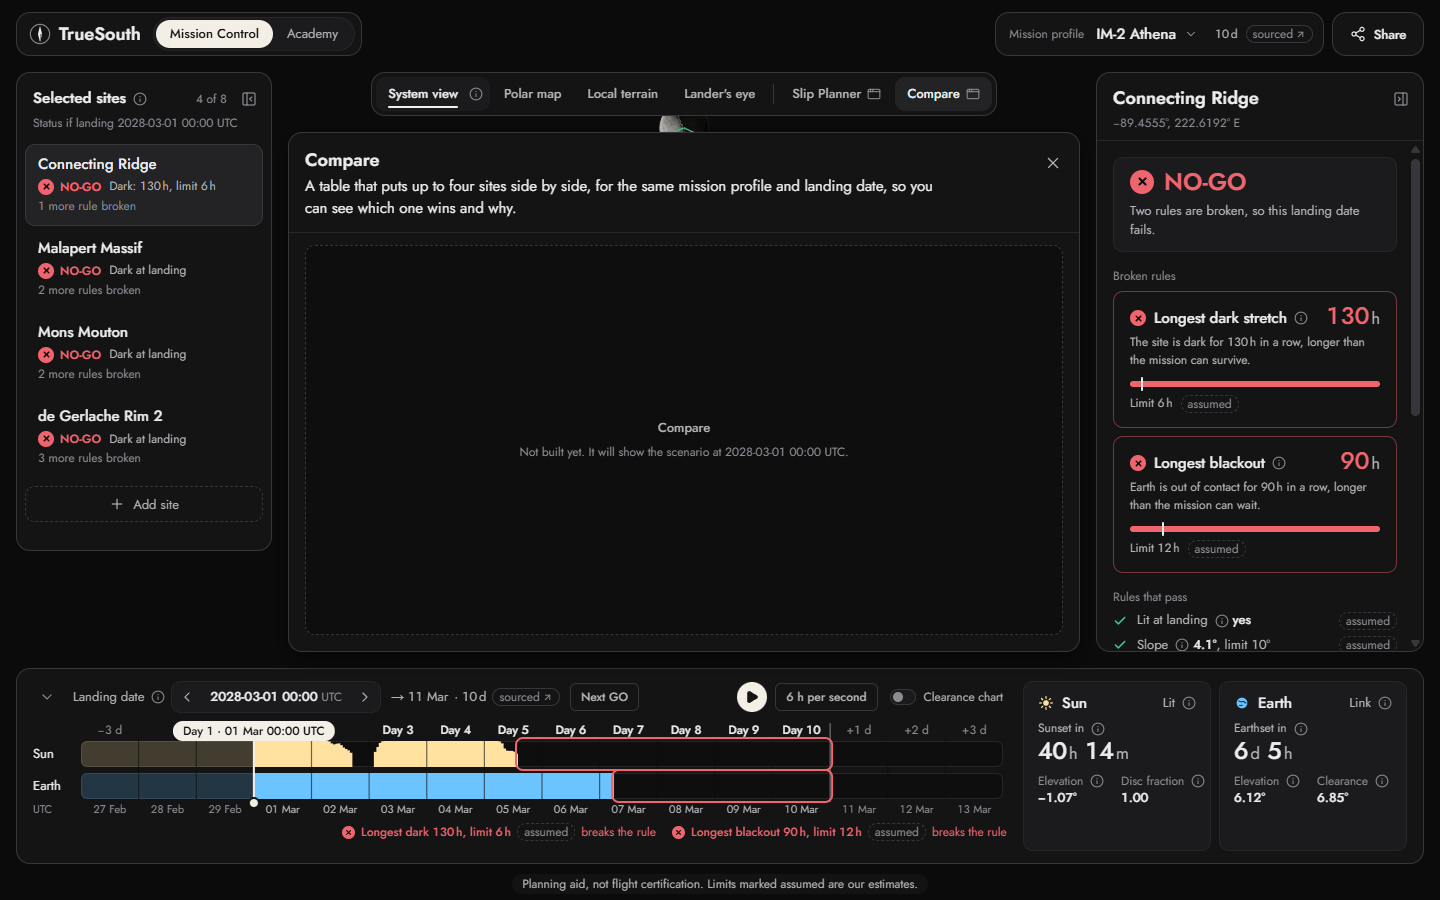 TrueSouth
Mission Control
Academy
Mission profile IM-2 Athena 10 d sourced ↗
Share
Selected sites 4 of 8
Status if landing 2028-03-01 00:00 UTC
Connecting Ridge
NO-GO Dark: 130 h, limit 6 h
1 more rule broken
Malapert Massif
NO-GO Dark at landing
2 more rules broken
Mons Mouton
NO-GO Dark at landing
2 more rules broken
de Gerlache Rim 2
NO-GO Dark at landing
3 more rules broken
+ Add site
System view
Polar map
Local terrain
Lander's eye
Slip Planner
Compare
Compare
A table that puts up to four sites side by side, for the same mission profile and landing date, so you
can see which one wins and why.
Compare
Not built yet. It will show the scenario at 2028-03-01 00:00 UTC.
Connecting Ridge
−89.4555°, 222.6192° E
NO-GO
Two rules are broken, so this landing date
fails.
Broken rules
Longest dark stretch 130 h
The site is dark for 130 h in a row, longer than
the mission can survive.
Limit 6 h assumed
Longest blackout 90 h
Earth is out of contact for 90 h in a row, longer
than the mission can wait.
Limit 12 h assumed
Rules that pass
Lit at landing yes assumed
Slope 4.1°, limit 10° assumed
Landing date 2028-03-01 00:00 UTC → 11 Mar · 10 d sourced ↗ Next GO
6 h per second Clearance chart
−3 d Day 1 · 01 Mar 00:00 UTC Day 3 Day 4 Day 5 Day 6 Day 7 Day 8 Day 9 Day 10 +1 d +2 d +3 d
Sun
Earth
UTC 27 Feb 28 Feb 29 Feb 01 Mar 02 Mar 03 Mar 04 Mar 05 Mar 06 Mar 07 Mar 08 Mar 09 Mar 10 Mar 11 Mar 12 Mar 13 Mar
Longest dark 130 h, limit 6 h assumed breaks the rule Longest blackout 90 h, limit 12 h assumed breaks the rule
Sun Lit
Sunset in
40 h 14 m
Elevation Disc fraction
−1.07° 1.00
Earth Link
Earthset in
6 d 5 h
Elevation Clearance
6.12° 6.85°
Planning aid, not flight certification. Limits marked assumed are our estimates.